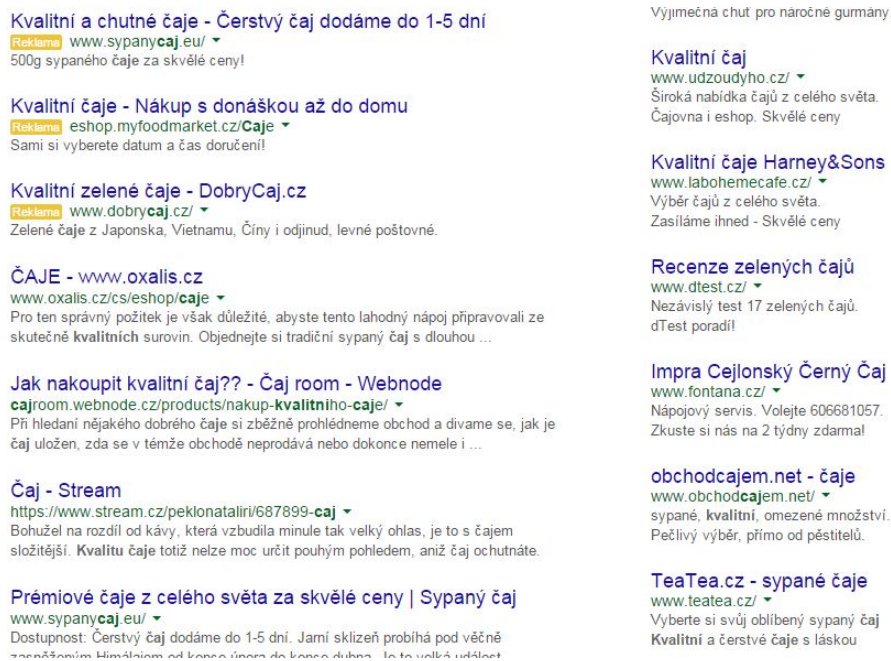 Kvalitní a chutné čaje - Čerstvý čaj dodáme do 1-5 dní
Reklama www.sypanycaj.eu/
500g sypaného čaje za skvělé ceny!
Kvalitní čaje - Nákup s donáškou až do domu
Reklama eshop.myfoodmarket.cz/Caje
Sami si vyberete datum a čas doručení!
Kvalitní zelené čaje - DobryCaj.cz
Reklama www.dobrycaj.cz/
Zelené čaje z Japonska, Vietnamu, Číny i odjinud, levné poštovné.
ČAJE - www.oxalis.cz
www.oxalis.cz/cs/eshop/caje
Pro ten správný požitek je však důležité, abyste tento lahodný nápoj připravovali ze
skutečně kvalitních surovin. Objednejte si tradiční sypaný čaj s dlouhou ...
Jak nakoupit kvalitní čaj?? - Čaj room - Webnode
cajroom.webnode.cz/products/nakup-kvalitniho-caje/
Při hledaní nějakého dobrého čaje si zběžně prohlédneme obchod a divame se, jak je
čaj uložen, zda se v témže obchodě neprodává nebo dokonce nemele i ...
Čaj - Stream
https://www.stream.cz/peklonataliri/687899-caj
Bohužel na rozdíl od kávy, která vzbudila minule tak velký ohlas, je to s čajem
složitější. Kvalitu čaje totiž nelze moc určit pouhým pohledem, aniž čaj ochutnáte.
Prémiové čaje z celého světa za skvělé ceny | Sypaný čaj
www.sypanycaj.eu/
Dostupnost: Čerstvý čaj dodáme do 1-5 dní. Jarní sklizeň probíhá pod věčně
zasněženým Himálajem od konce února do konce dubna. Je to velká událost
Výjimečná chuť pro náročné gurmány
Kvalitní čaj
www.udzoudyho.cz/
Široká nabídka čajů z celého světa.
Čajovna i eshop. Skvělé ceny
Kvalitní čaje Harney&Sons
www.labohemecafe.cz/
Výběr čajů z celého světa.
Zasíláme ihned - Skvělé ceny
Recenze zelených čajů
www.dtest.cz/
Nezávislý test 17 zelených čajů.
dTest poradí!
Impra Cejlonský Černý Čaj
www.fontana.cz/
Nápojový servis. Volejte 606681057.
Zkuste si nás na 2 týdny zdarma!
obchodcajem.net - čaje
www.obchodcajem.net/
sypané, kvalitní, omezené množství.
Pečlivý výběr, přímo od pěstitelů.
TeaTea.cz - sypané čaje
www.teatea.cz/
Vyberte si svůj oblíbený sypaný čaj
Kvalitní a čerstvé čaje s láskou